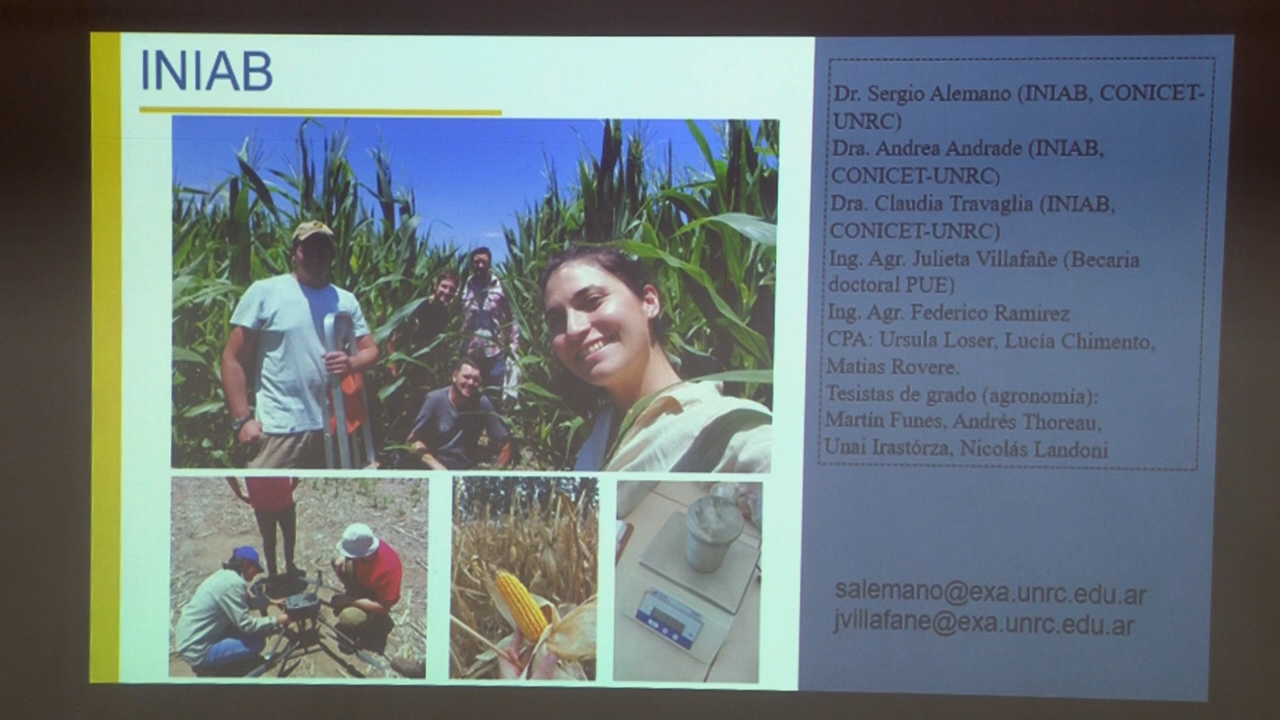 INIAB
Dr. Sergio Alemano (INIAB, CONICET-
UNRC)
Dra. Andrea Andrade (INIAB,
CONICET-UNRC)
Dra. Claudia Travaglia (INIAB,
CONICET-UNRC)
Ing. Agr. Julieta Villafañe (Becaria
doctoral PUE)
Ing. Agr. Federico Ramirez
CPA: Ursula Loser, Lucía Chimento,
Matias Rovere.
Tesistas de grado (agronomía):
Martín Funes, Andrés Thoreau,
Unai Irastórza, Nicolás Landoni
salemano@exa.unrc.edu.ar
jvillafane@exa.unrc.edu.ar